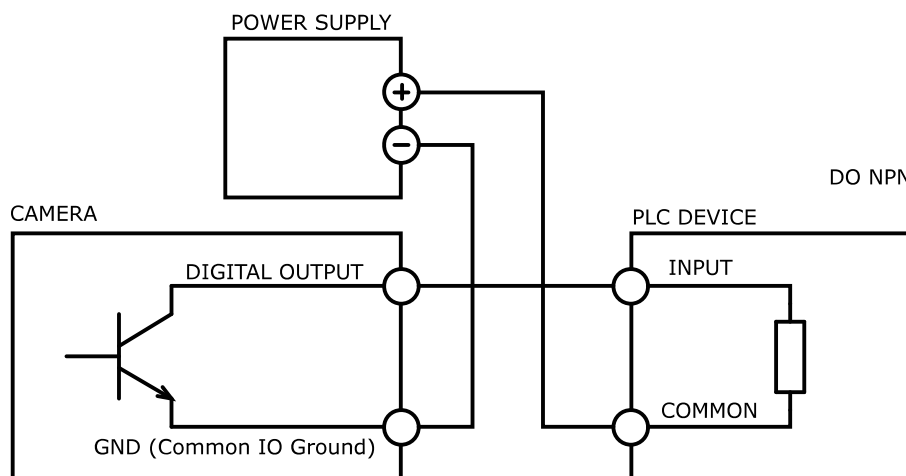 POWER SUPPLY
+
−
DO NPN
CAMERA
PLC DEVICE
DIGITAL OUTPUT
INPUT
COMMON
GND (Common IO Ground)